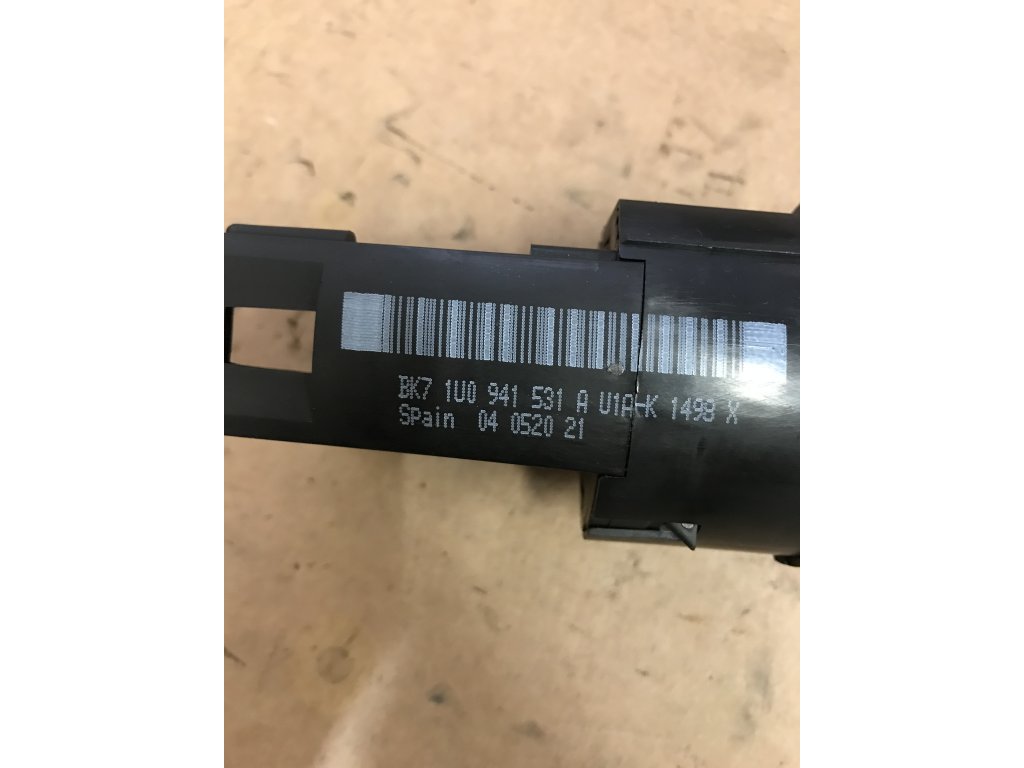 BK7 1U0 941 531 A U1A-K 1498 X
SPain 04 0520 21